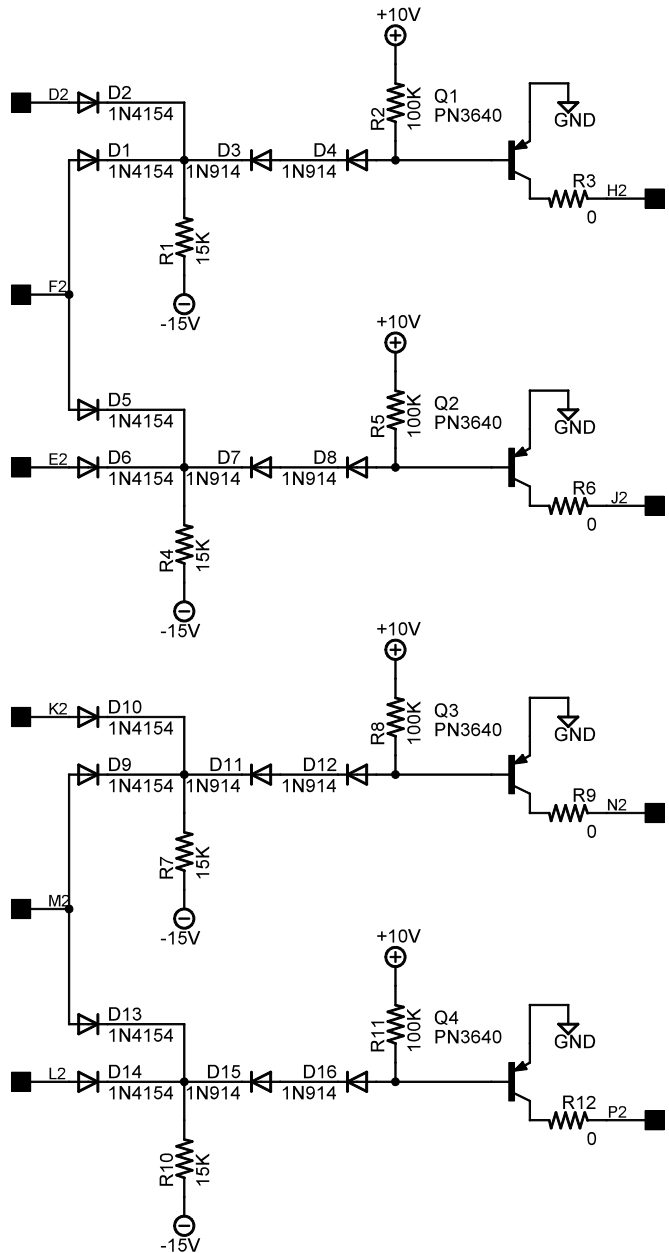 +10V
D2
D2
1N4154
R2
100K
Q1
PN3640
GND
D1
1N4154
D3
1N914
D4
1N914
R3
H2
0
R1
15K
F2
-15V
+10V
D5
1N4154
R5
100K
Q2
PN3640
GND
E2
D6
1N4154
D7
1N914
D8
1N914
R6
J2
0
R4
15K
-15V
+10V
K2
D10
1N4154
R8
100K
Q3
PN3640
GND
D9
1N4154
D11
1N914
D12
1N914
R9
N2
0
R7
15K
M2
-15V
+10V
D13
1N4154
R11
100K
Q4
PN3640
GND
L2
D14
1N4154
D15
1N914
D16
1N914
R12
P2
0
R10
15K
-15V